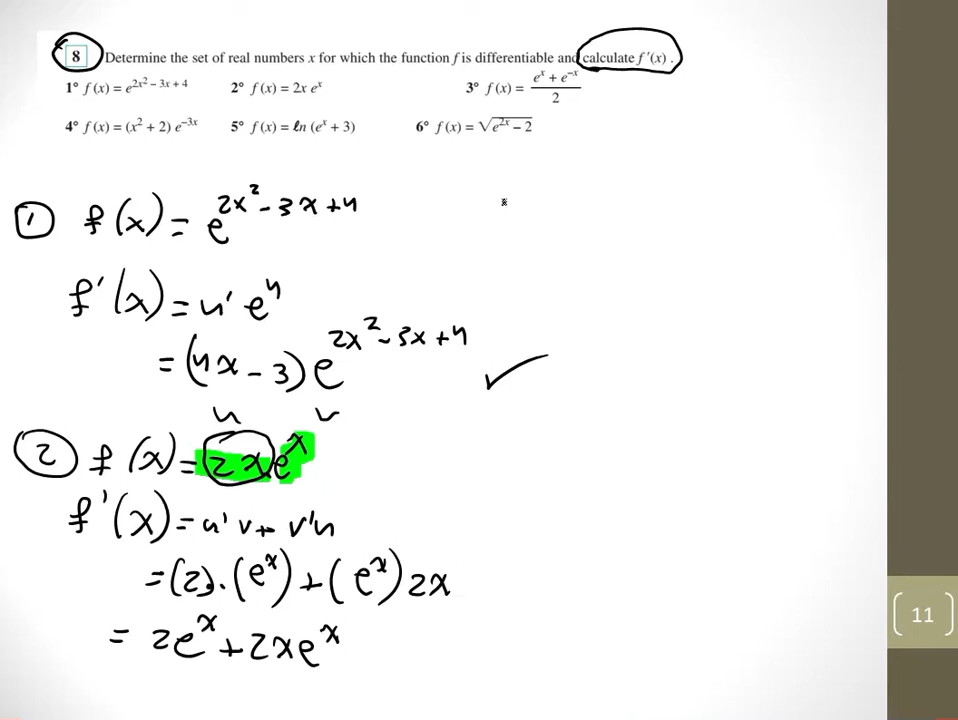 8 Determine the set of real numbers x for which the function f is differentiable and calculate f′(x) .
1° f(x) = e^{2x² – 3x + 4} 2° f(x) = 2x e^x 3° f(x) = (e^x + e^{–x}) / 2
4° f(x) = (x² + 2) e^{–3x} 5° f(x) = ℓn (e^x + 3) 6° f(x) = √(e^{2x} – 2)
① f(x) = e^{2x² - 3x + 4}
f'(x) = u' e^u
= (4x - 3) e^{2x² - 3x + 4} ✓
u v
② f(x) = 2x e^x
f'(x) = u'v + v'u
= (2).(e^x) + (e^x) 2x
= 2e^x + 2xe^x
11